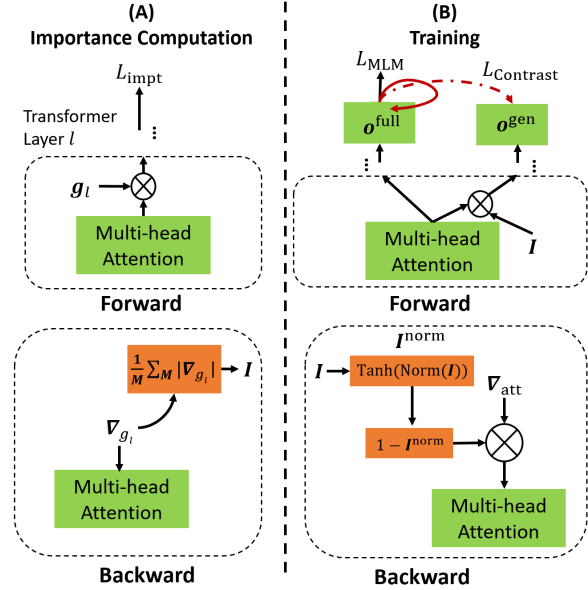 (A)
Importance Computation
L_impt
Transformer
Layer l
...
g_l
Multi-head
Attention
Forward
1/M ∑_M |∇_{g_l}|
I
∇_{g_l}
Multi-head
Attention
Backward
(B)
Training
L_MLM
L_Contrast
o^full
o^gen
...
...
Multi-head
Attention
I
Forward
I^norm
I
Tanh(Norm(I))
∇_att
1 − I^norm
Multi-head
Attention
Backward